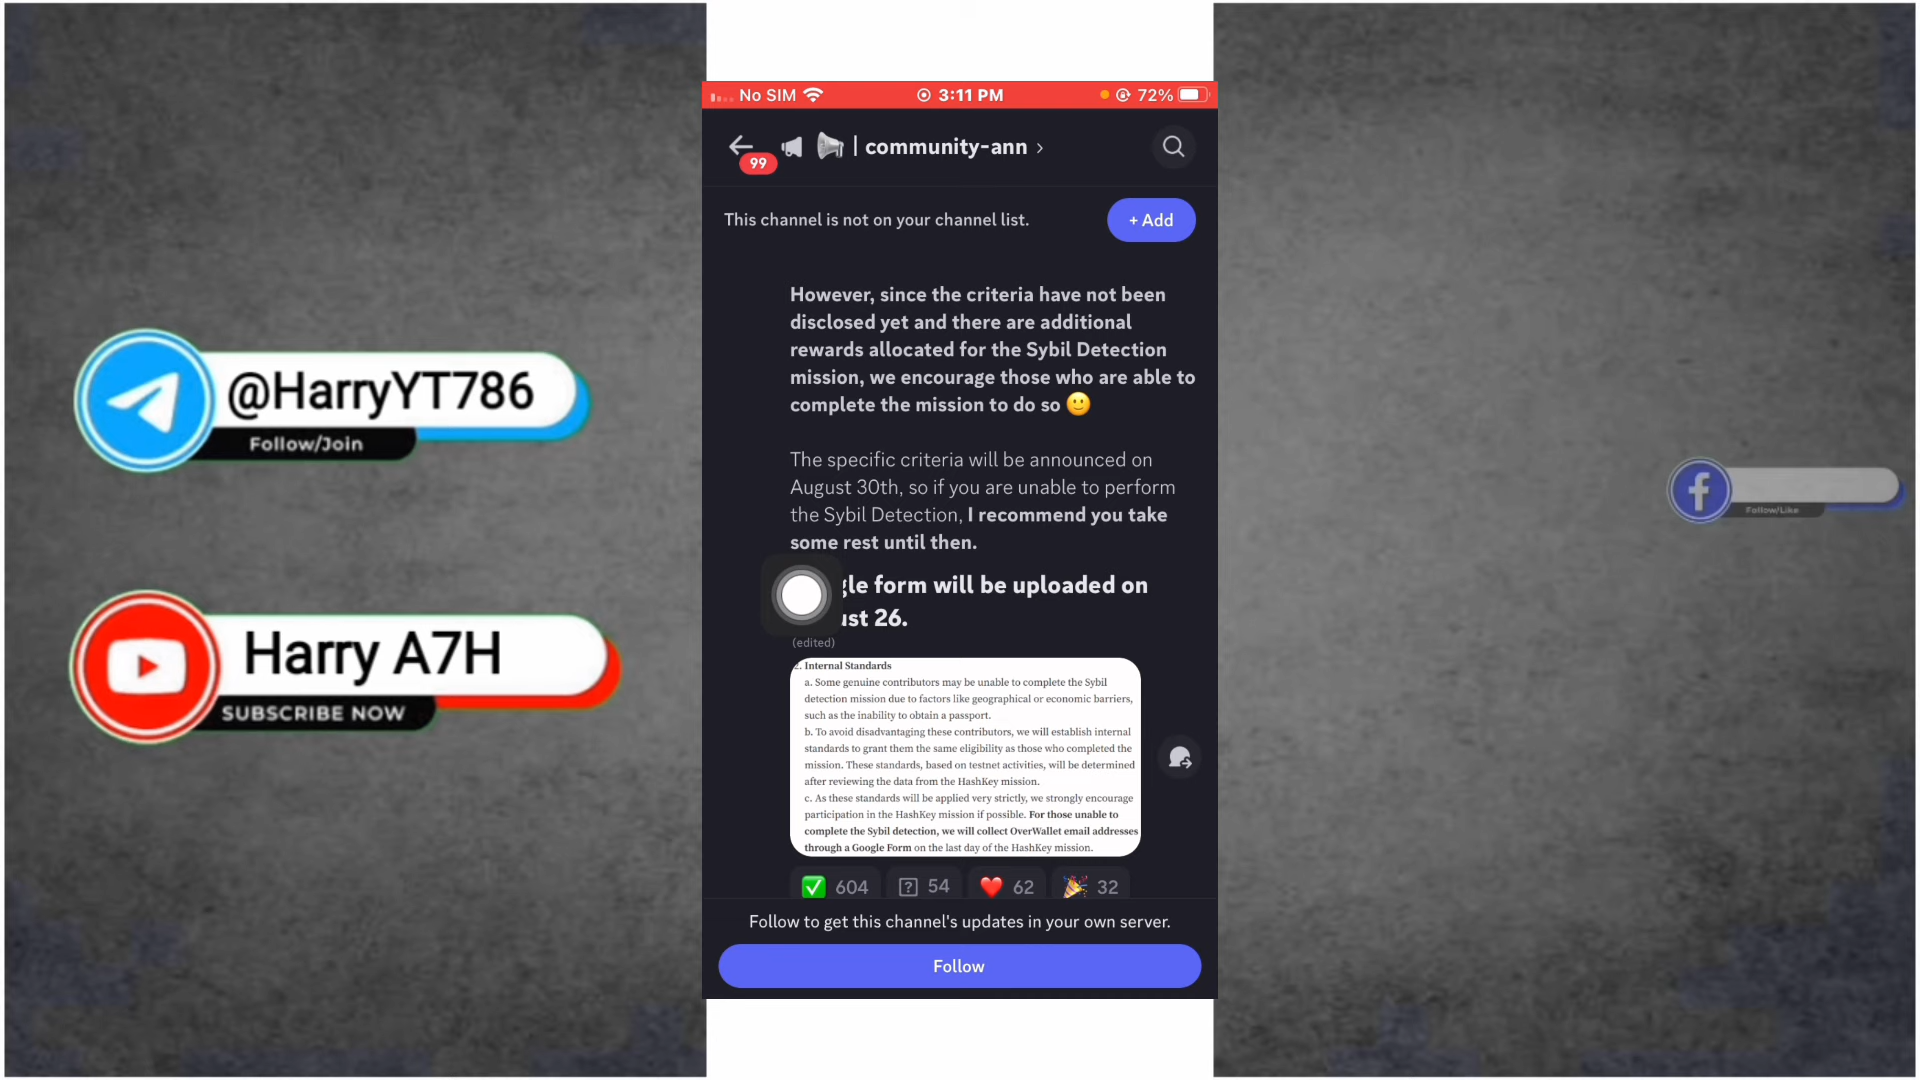 No SIM
3:11 PM
72%
99
| community-ann >
This channel is not on your channel list.
+ Add
However, since the criteria have not been
disclosed yet and there are additional
rewards allocated for the Sybil Detection
mission, we encourage those who are able to
complete the mission to do so 🙂
The specific criteria will be announced on
August 30th, so if you are unable to perform
the Sybil Detection, I recommend you take
some rest until then.
gle form will be uploaded on
ust 26.
(edited)
2. Internal Standards
a. Some genuine contributors may be unable to complete the Sybil
detection mission due to factors like geographical or economic barriers,
such as the inability to obtain a passport.
b. To avoid disadvantaging these contributors, we will establish internal
standards to grant them the same eligibility as those who completed the
mission. These standards, based on testnet activities, will be determined
after reviewing the data from the HashKey mission.
c. As these standards will be applied very strictly, we strongly encourage
participation in the HashKey mission if possible. For those unable to
complete the Sybil detection, we will collect OverWallet email addresses
through a Google Form on the last day of the HashKey mission.
✅ 604 ? 54 ❤️ 62 🎉 32
Follow to get this channel's updates in your own server.
Follow
@HarryYT786
Follow/Join
Harry A7H
SUBSCRIBE NOW
Follow/Like